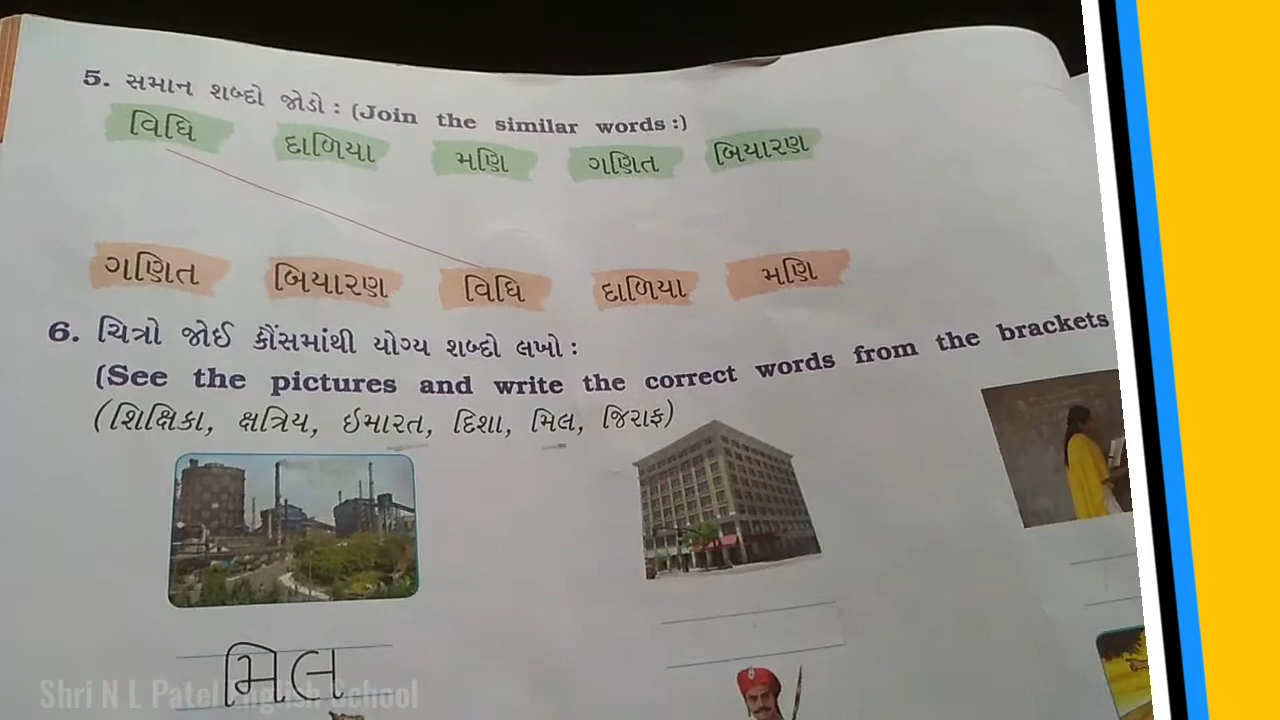 5. સમાન શબ્દો જોડો : (Join the similar words :)
વિધિ દાળિયા મણિ ગણિત બિયારણ
ગણિત બિયારણ વિધિ દાળિયા મણિ
6. ચિત્રો જોઈ કૌંસમાંથી યોગ્ય શબ્દો લખો :
(See the pictures and write the correct words from the brackets
(શિક્ષિકા, ક્ષત્રિય, ઇમારત, દિશા, મિલ, જિરાફ)
મિલ
Shri N L Patel English School